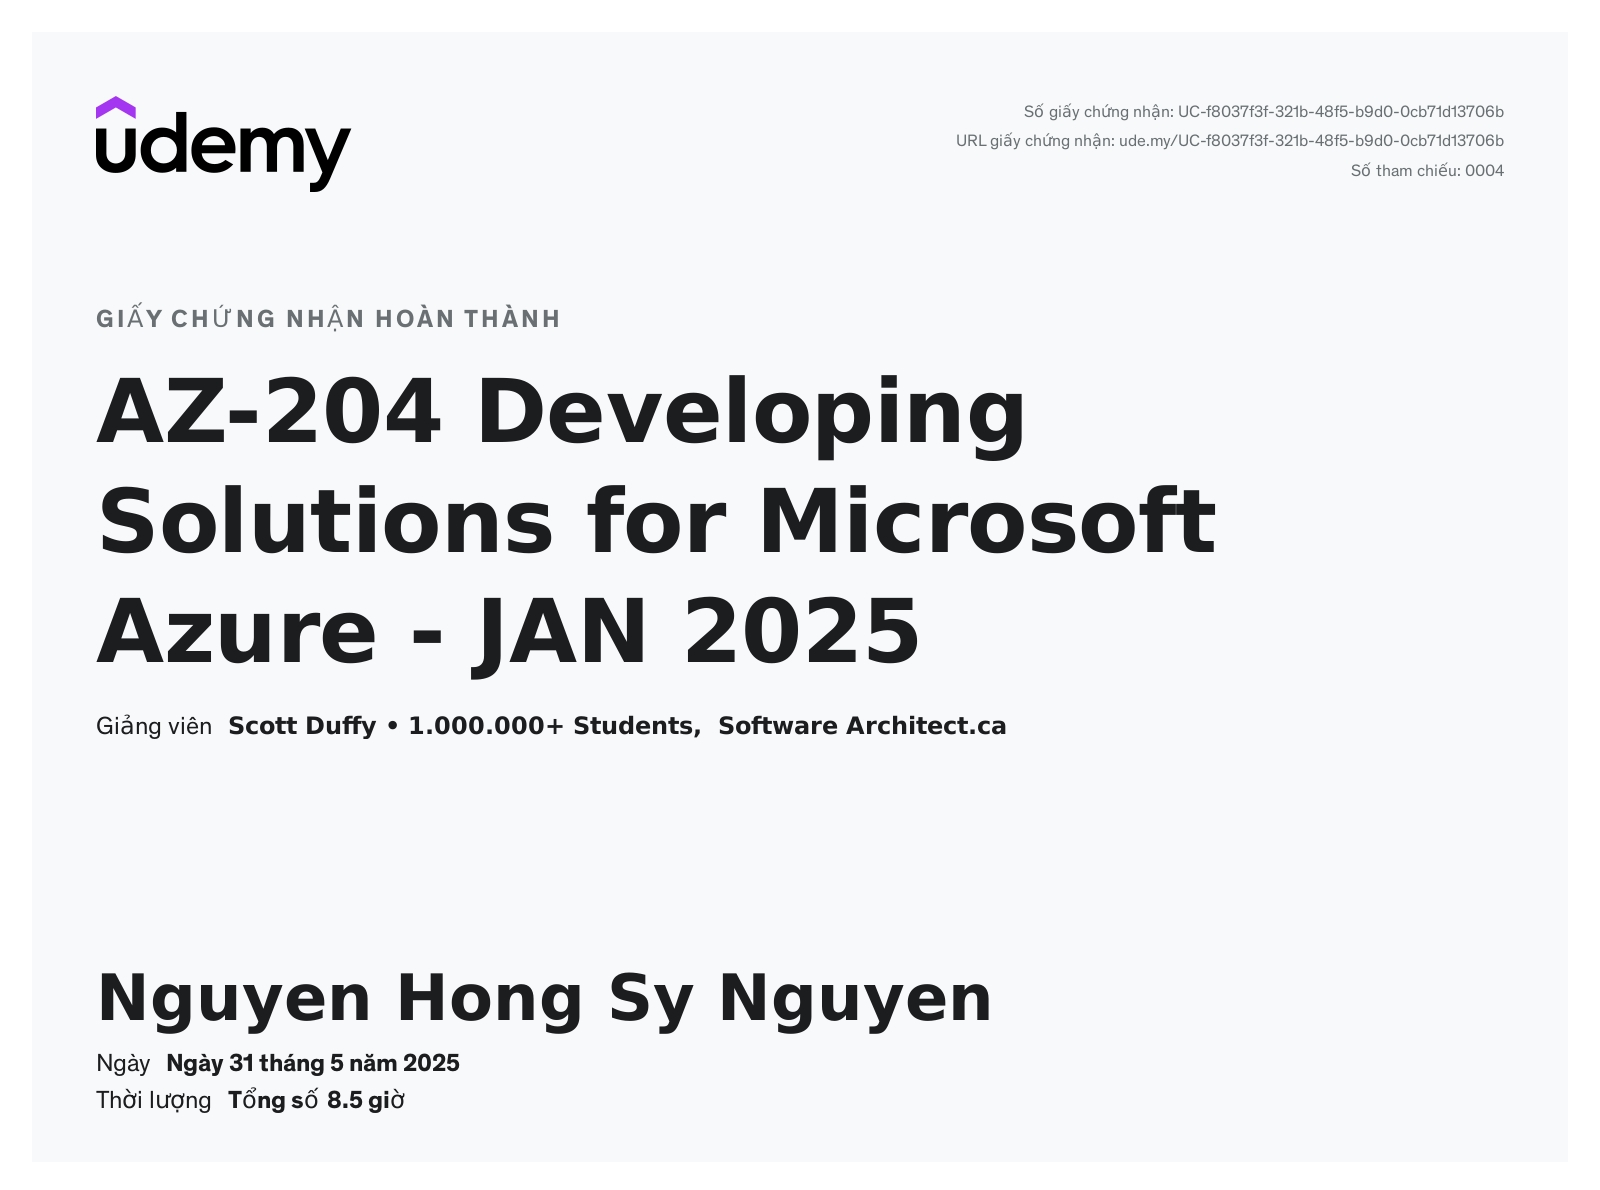 udemy
Số giấy chứng nhận: UC-f8037f3f-321b-48f5-b9d0-0cb71d13706b
URL giấy chứng nhận: ude.my/UC-f8037f3f-321b-48f5-b9d0-0cb71d13706b
Số tham chiếu: 0004
GIẤY CHỨNG NHẬN HOÀN THÀNH
AZ-204 Developing
Solutions for Microsoft
Azure - JAN 2025
Giảng viên Scott Duffy • 1.000.000+ Students, Software Architect.ca
Nguyen Hong Sy Nguyen
Ngày Ngày 31 tháng 5 năm 2025
Thời lượng Tổng số 8.5 giờ